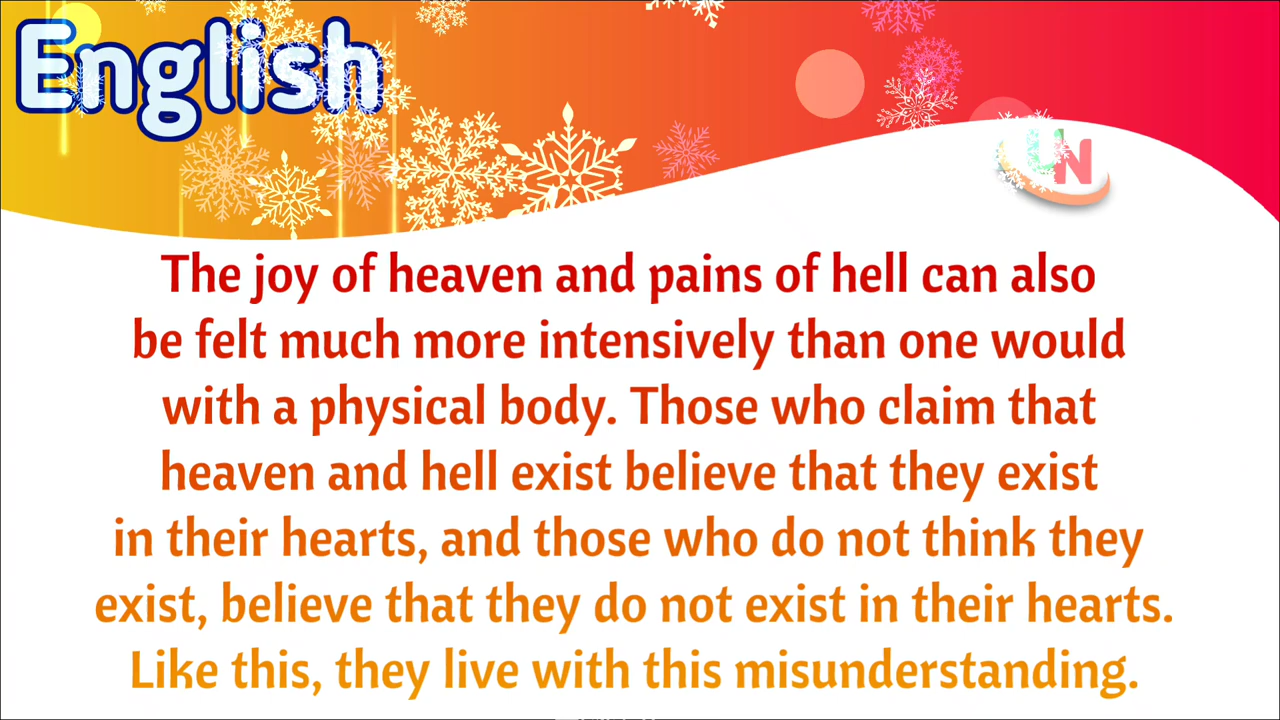 English
UN
The joy of heaven and pains of hell can also
be felt much more intensively than one would
with a physical body. Those who claim that
heaven and hell exist believe that they exist
in their hearts, and those who do not think they
exist, believe that they do not exist in their hearts.
Like this, they live with this misunderstanding.